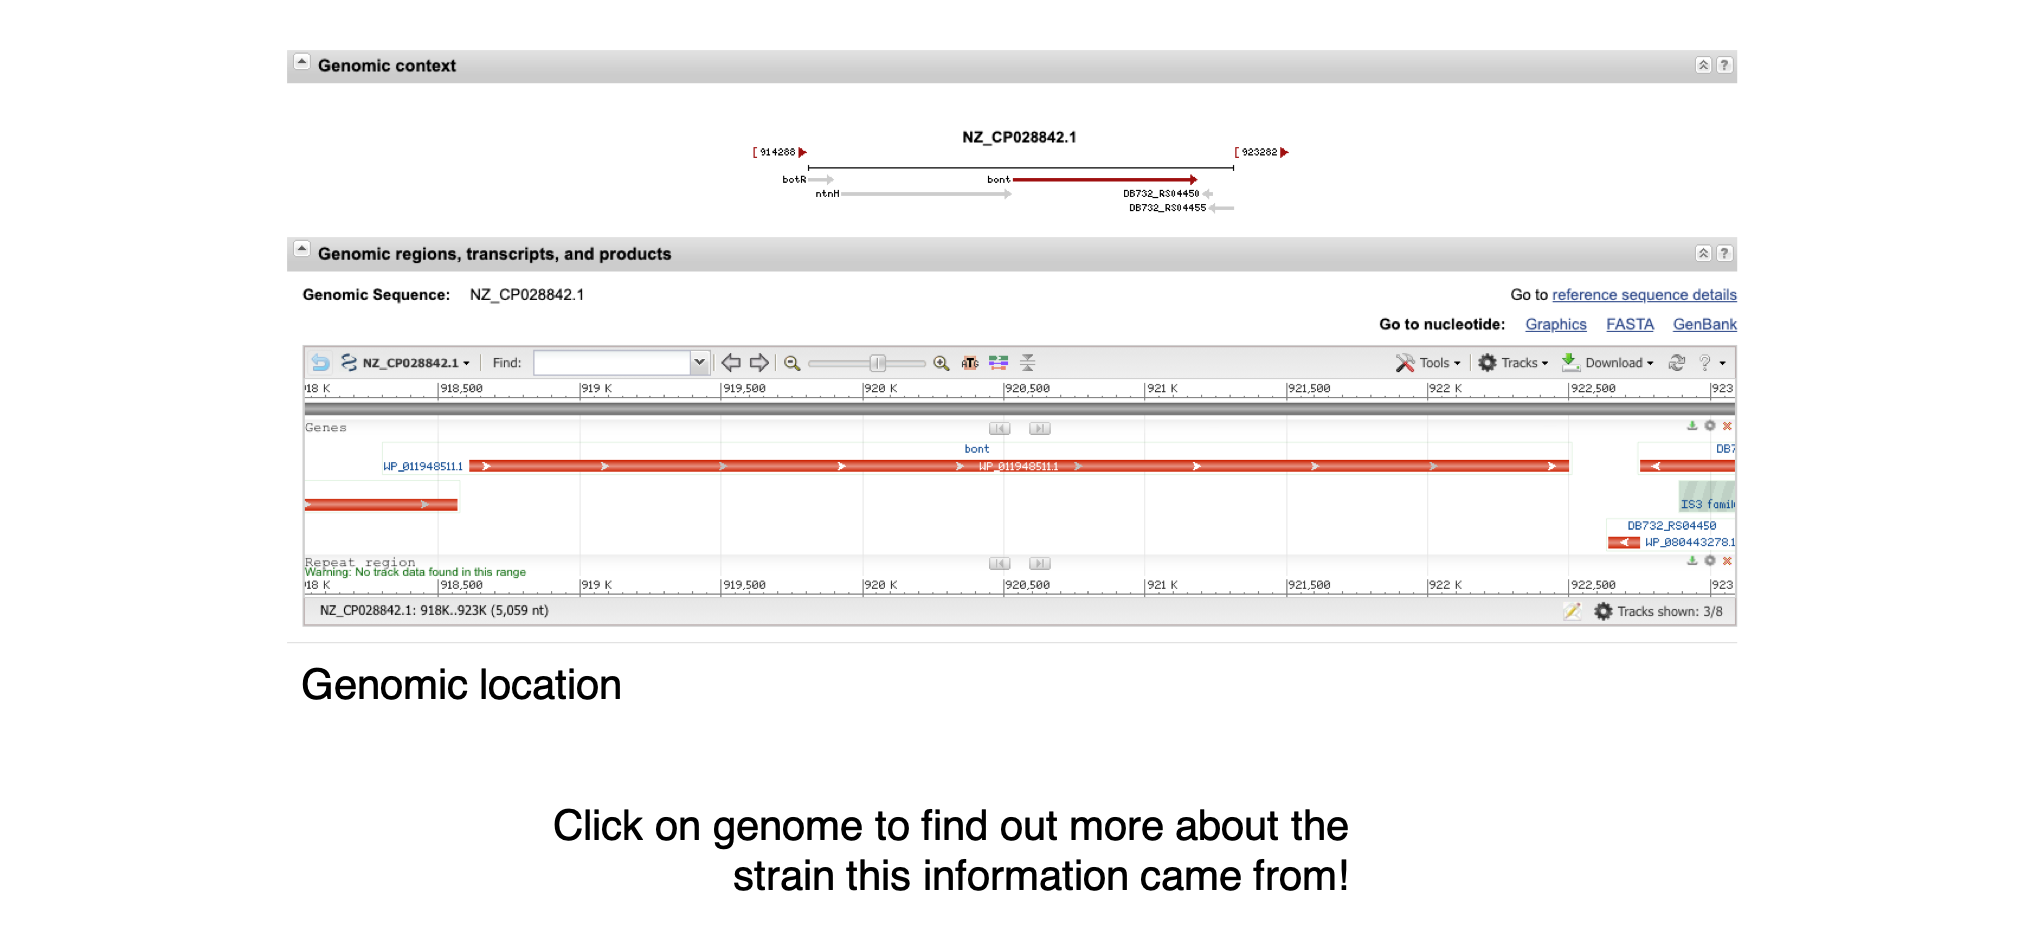 Genomic context
?
NZ_CP028842.1
[ 914288
[ 923282
botR
bont
ntnH
DB732_RS04450
DB732_RS04455
Genomic regions, transcripts, and products
?
Genomic Sequence: NZ_CP028842.1
Go to reference sequence details
Go to nucleotide: Graphics FASTA GenBank
NZ_CP028842.1 Find: ATG Tools Tracks Download ?
918 K 918,500 919 K 919,500 920 K 920,500 921 K 921,500 922 K 922,500 923
Genes
bont
DB7
WP_011948511.1 WP_011948511.1
IS3 famil
DB732_RS04450
WP_080443278.1
Repeat region
Warning: No track data found in this range
918 K 918,500 919 K 919,500 920 K 920,500 921 K 921,500 922 K 922,500 923
NZ_CP028842.1: 918K..923K (5,059 nt)
Tracks shown: 3/8
Genomic location
Click on genome to find out more about the
strain this information came from!